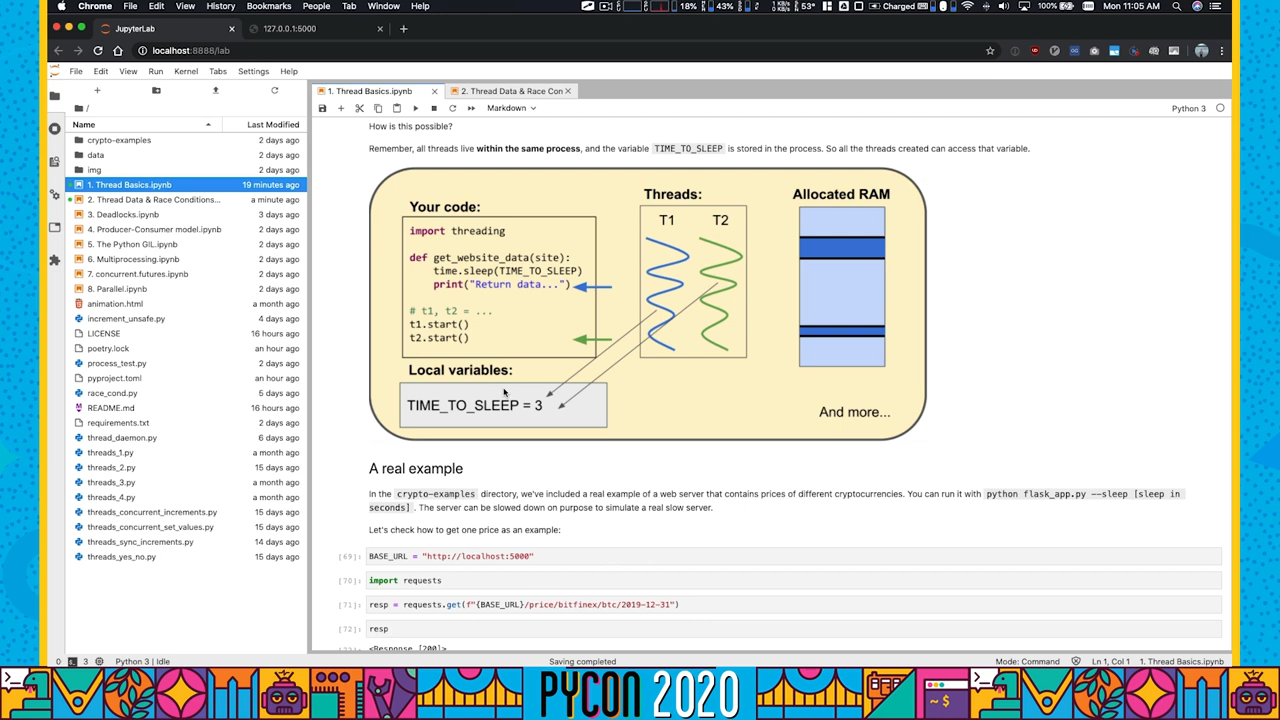 Chrome File Edit View History Bookmarks People Tab Window Help
18% 43% 53° Charged 100% Mon 11:05 AM
JupyterLab 127.0.0.1:5000
localhost:8888/lab
File Edit View Run Kernel Tabs Settings Help
1. Thread Basics.ipynb 2. Thread Data & Race Con
Markdown Python 3
/
Name Last Modified
crypto-examples 2 days ago
data 2 days ago
img 2 days ago
1. Thread Basics.ipynb 19 minutes ago
2. Thread Data & Race Conditions... a minute ago
3. Deadlocks.ipynb 3 days ago
4. Producer-Consumer model.ipynb 2 days ago
5. The Python GIL.ipynb 2 days ago
6. Multiprocessing.ipynb 2 days ago
7. concurrent.futures.ipynb 2 days ago
8. Parallel.ipynb 2 days ago
animation.html a month ago
increment_unsafe.py 4 days ago
LICENSE 16 hours ago
poetry.lock an hour ago
process_test.py 2 days ago
pyproject.toml an hour ago
race_cond.py 5 days ago
README.md 16 hours ago
requirements.txt 2 days ago
thread_daemon.py 6 days ago
threads_1.py a month ago
threads_2.py 15 days ago
threads_3.py a month ago
threads_4.py a month ago
threads_concurrent_increments.py 15 days ago
threads_concurrent_set_values.py 15 days ago
threads_sync_increments.py 14 days ago
threads_yes_no.py 15 days ago
How is this possible?
Remember, all threads live within the same process, and the variable TIME_TO_SLEEP is stored in the process. So all the threads created can access that variable.
Your code:
import threading
def get_website_data(site):
time.sleep(TIME_TO_SLEEP)
print("Return data...")
# t1, t2 = ...
t1.start()
t2.start()
Threads:
T1 T2
Allocated RAM
Local variables:
TIME_TO_SLEEP = 3
And more...
A real example
In the crypto-examples directory, we've included a real example of a web server that contains prices of different cryptocurrencies. You can run it with python flask_app.py --sleep [sleep in
seconds] . The server can be slowed down on purpose to simulate a real slow server.
Let's check how to get one price as an example:
[69]: BASE_URL = "http://localhost:5000"
[70]: import requests
[71]: resp = requests.get(f"{BASE_URL}/price/bitfinex/btc/2019-12-31")
[72]: resp
<Response [200]>
0 3 Python 3 | Idle Saving completed Mode: Command Ln 1, Col 1 1. Thread Basics.ipynb
PYCON 2020
>_
~$